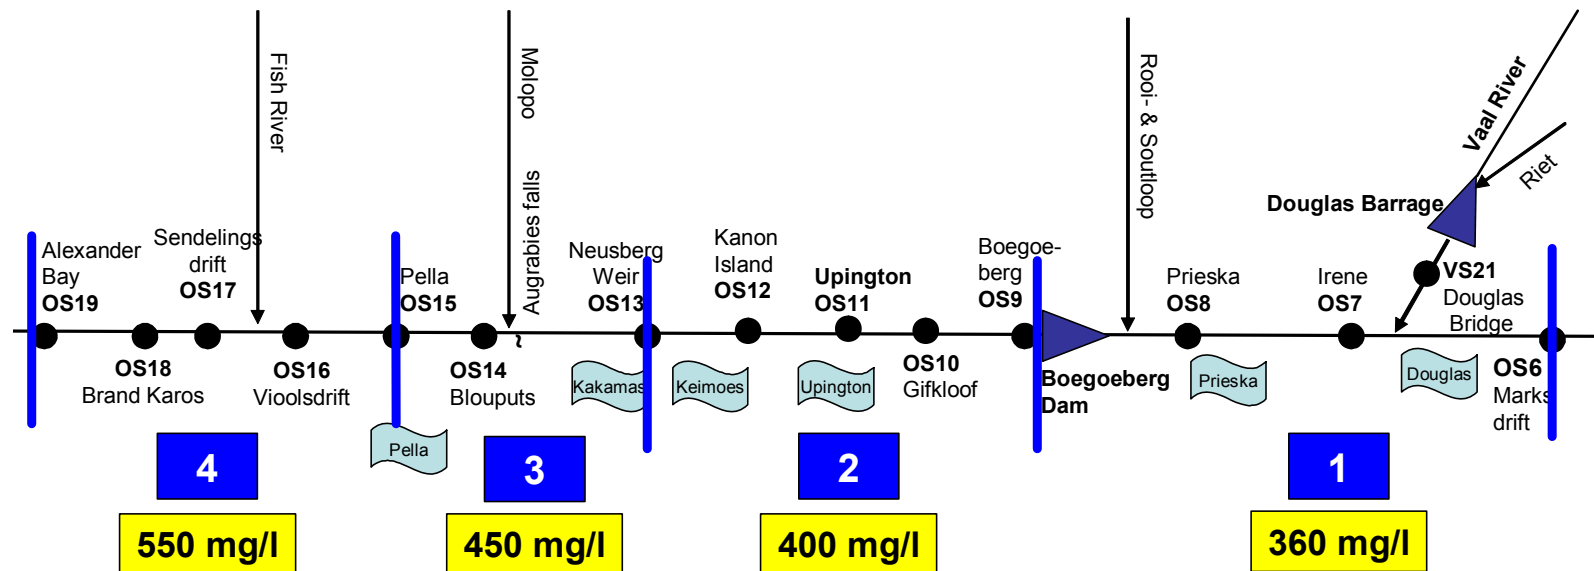 Fish River
Molopo
Augrabies falls
Rooi- & Soutloop
Vaal River
Riet
Douglas Barrage
Alexander
Bay
OS19
Sendelings
drift
OS17
Pella
OS15
Neusberg
Weir
OS13
Kanon
Island
OS12
Upington
OS11
Boegoe-
berg
OS9
Prieska
OS8
Irene
OS7
VS21
Douglas
Bridge
OS18
Brand Karos
OS16
Vioolsdrift
OS14
Blouputs
Kakamas
Keimoes
Upington
OS10
Gifkloof
Boegoeberg
Dam
Prieska
Douglas
OS6
Marks
drift
Pella
4
3
2
1
550 mg/l
450 mg/l
400 mg/l
360 mg/l